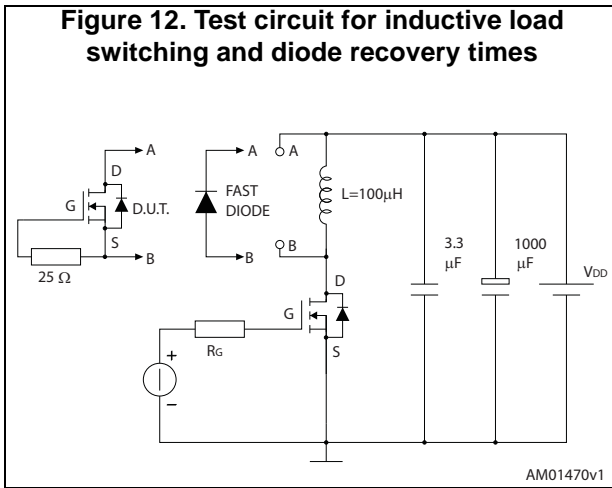 Figure 12. Test circuit for inductive load
switching and diode recovery times
A
D
G
D.U.T.
S
B
25 Ω
A
FAST
DIODE
B
A
L=100µH
B
D
G
S
RG
+
–
3.3
µF
1000
µF
VDD
AM01470v1